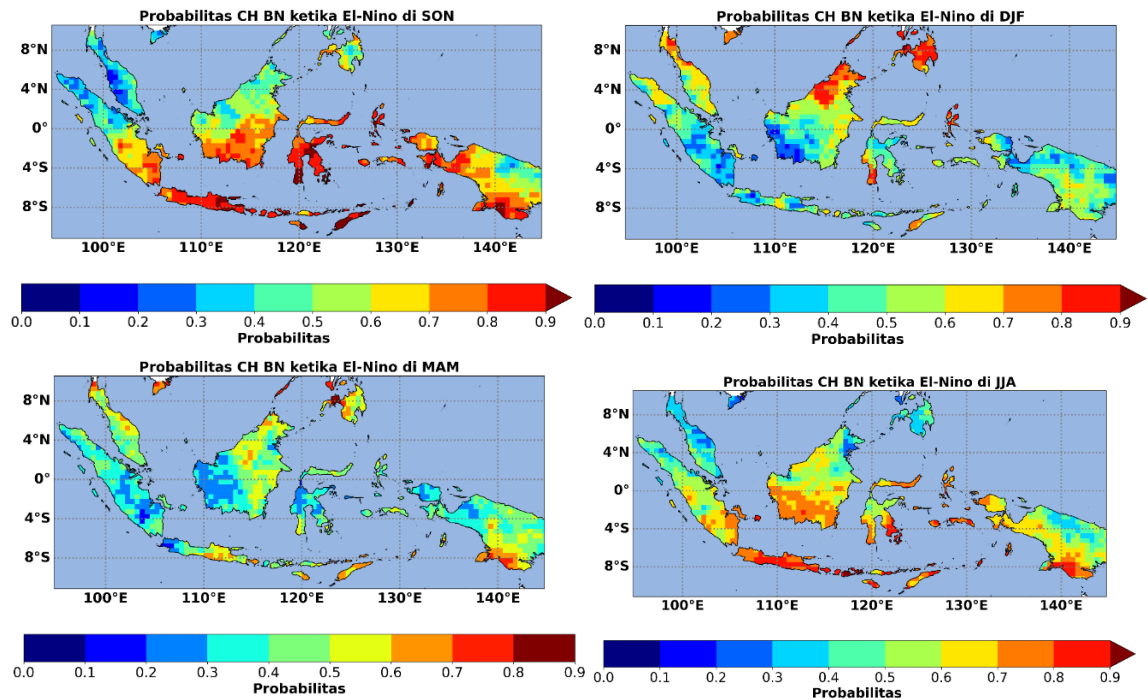 Probabilitas CH BN ketika El-Nino di SON
8°N
4°N
0°
4°S
8°S
100°E 110°E 120°E 130°E 140°E
0.0 0.1 0.2 0.3 0.4 0.5 0.6 0.7 0.8 0.9
Probabilitas
Probabilitas CH BN ketika El-Nino di DJF
8°N
4°N
0°
4°S
8°S
100°E 110°E 120°E 130°E 140°E
0.0 0.1 0.2 0.3 0.4 0.5 0.6 0.7 0.8 0.9
Probabilitas
Probabilitas CH BN ketika El-Nino di MAM
8°N
4°N
0°
4°S
8°S
100°E 110°E 120°E 130°E 140°E
0.0 0.1 0.2 0.3 0.4 0.5 0.6 0.7 0.8 0.9
Probabilitas
Probabilitas CH BN ketika El-Nino di JJA
8°N
4°N
0°
4°S
8°S
100°E 110°E 120°E 130°E 140°E
0.0 0.1 0.2 0.3 0.4 0.5 0.6 0.7 0.8 0.9
Probabilitas